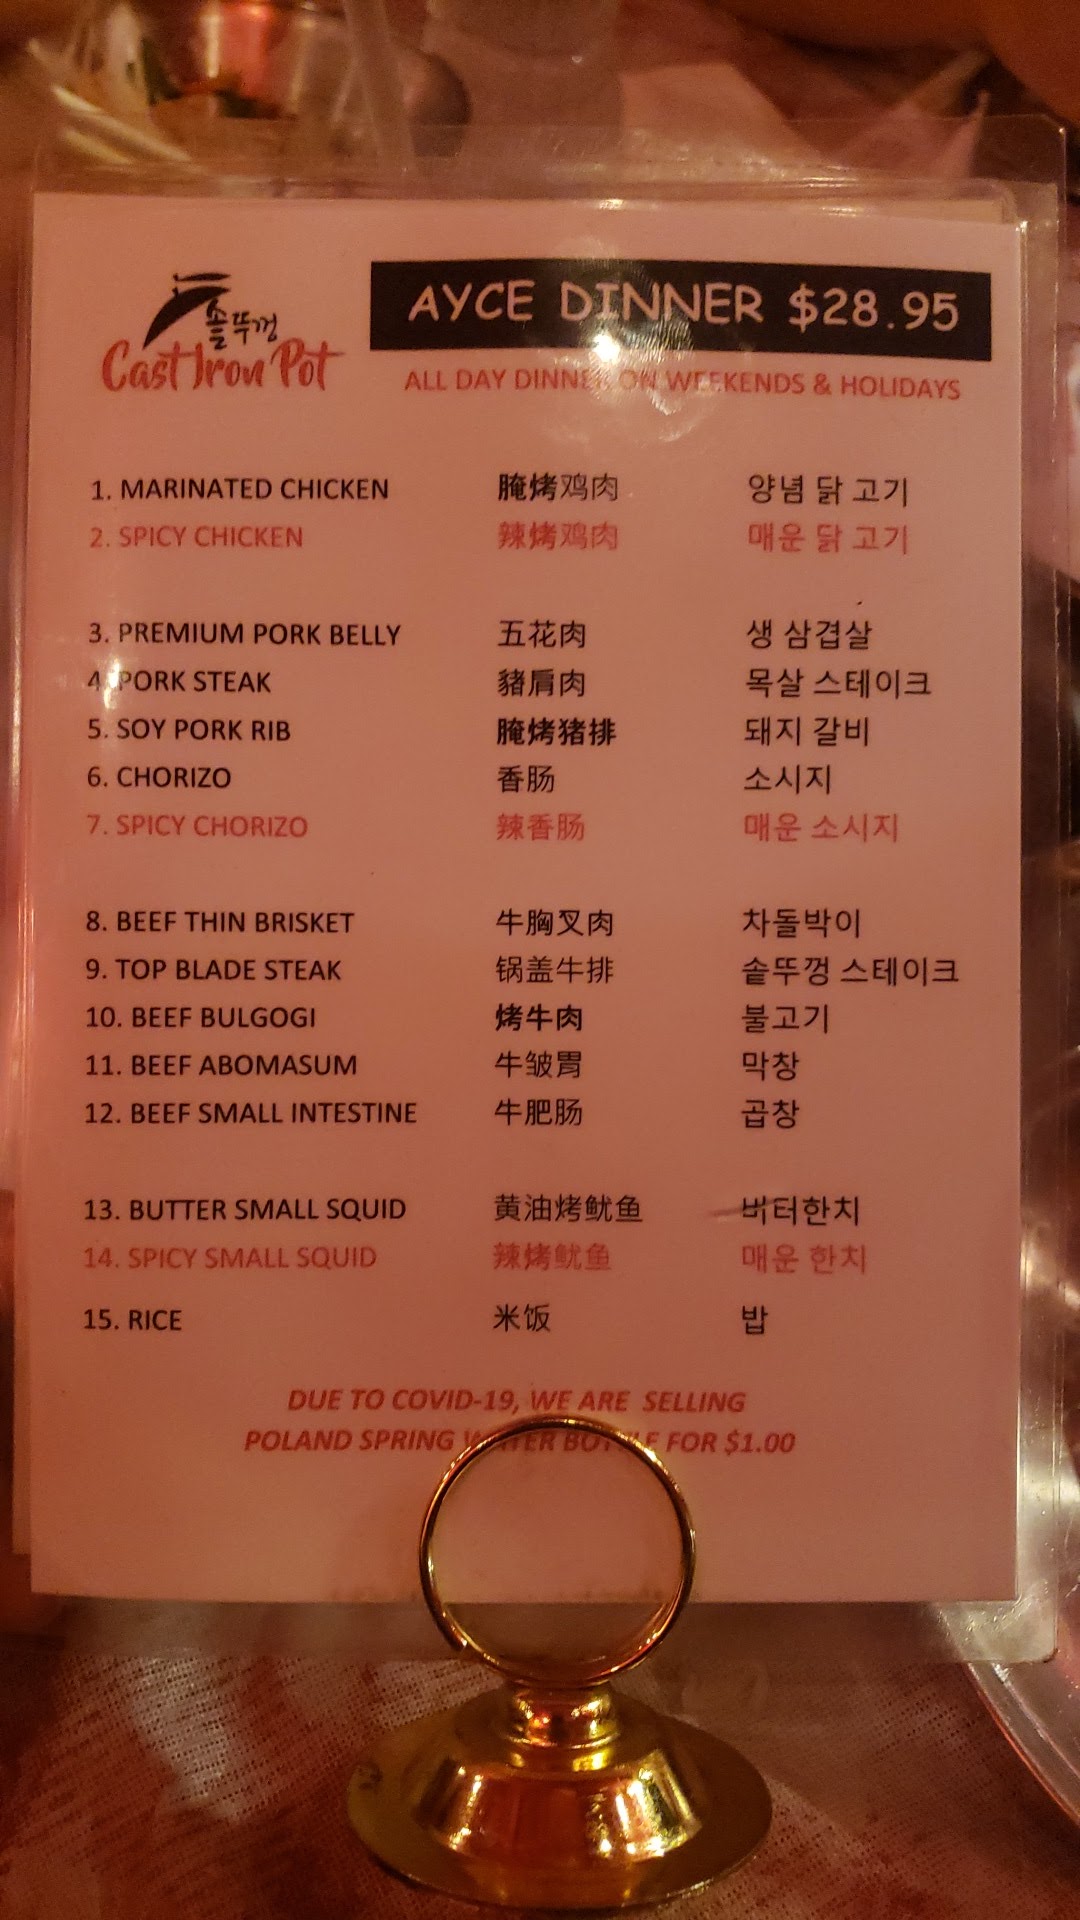 솥뚜껑
Cast Iron Pot
AYCE DINNER $28.95
ALL DAY DINNER ON WEEKENDS & HOLIDAYS
1. MARINATED CHICKEN 腌烤鸡肉 양념 닭 고기
2. SPICY CHICKEN 辣烤鸡肉 매운 닭 고기
3. PREMIUM PORK BELLY 五花肉 생 삼겹살
4. PORK STEAK 豬肩肉 목살 스테이크
5. SOY PORK RIB 腌烤猪排 돼지 갈비
6. CHORIZO 香肠 소시지
7. SPICY CHORIZO 辣香肠 매운 소시지
8. BEEF THIN BRISKET 牛胸叉肉 차돌박이
9. TOP BLADE STEAK 锅盖牛排 솥뚜껑 스테이크
10. BEEF BULGOGI 烤牛肉 불고기
11. BEEF ABOMASUM 牛皱胃 막창
12. BEEF SMALL INTESTINE 牛肥肠 곱창
13. BUTTER SMALL SQUID 黄油烤鱿鱼 버터한치
14. SPICY SMALL SQUID 辣烤鱿鱼 매운 한치
15. RICE 米饭 밥
DUE TO COVID-19, WE ARE SELLING
POLAND SPRING WATER BOTTLE FOR $1.00